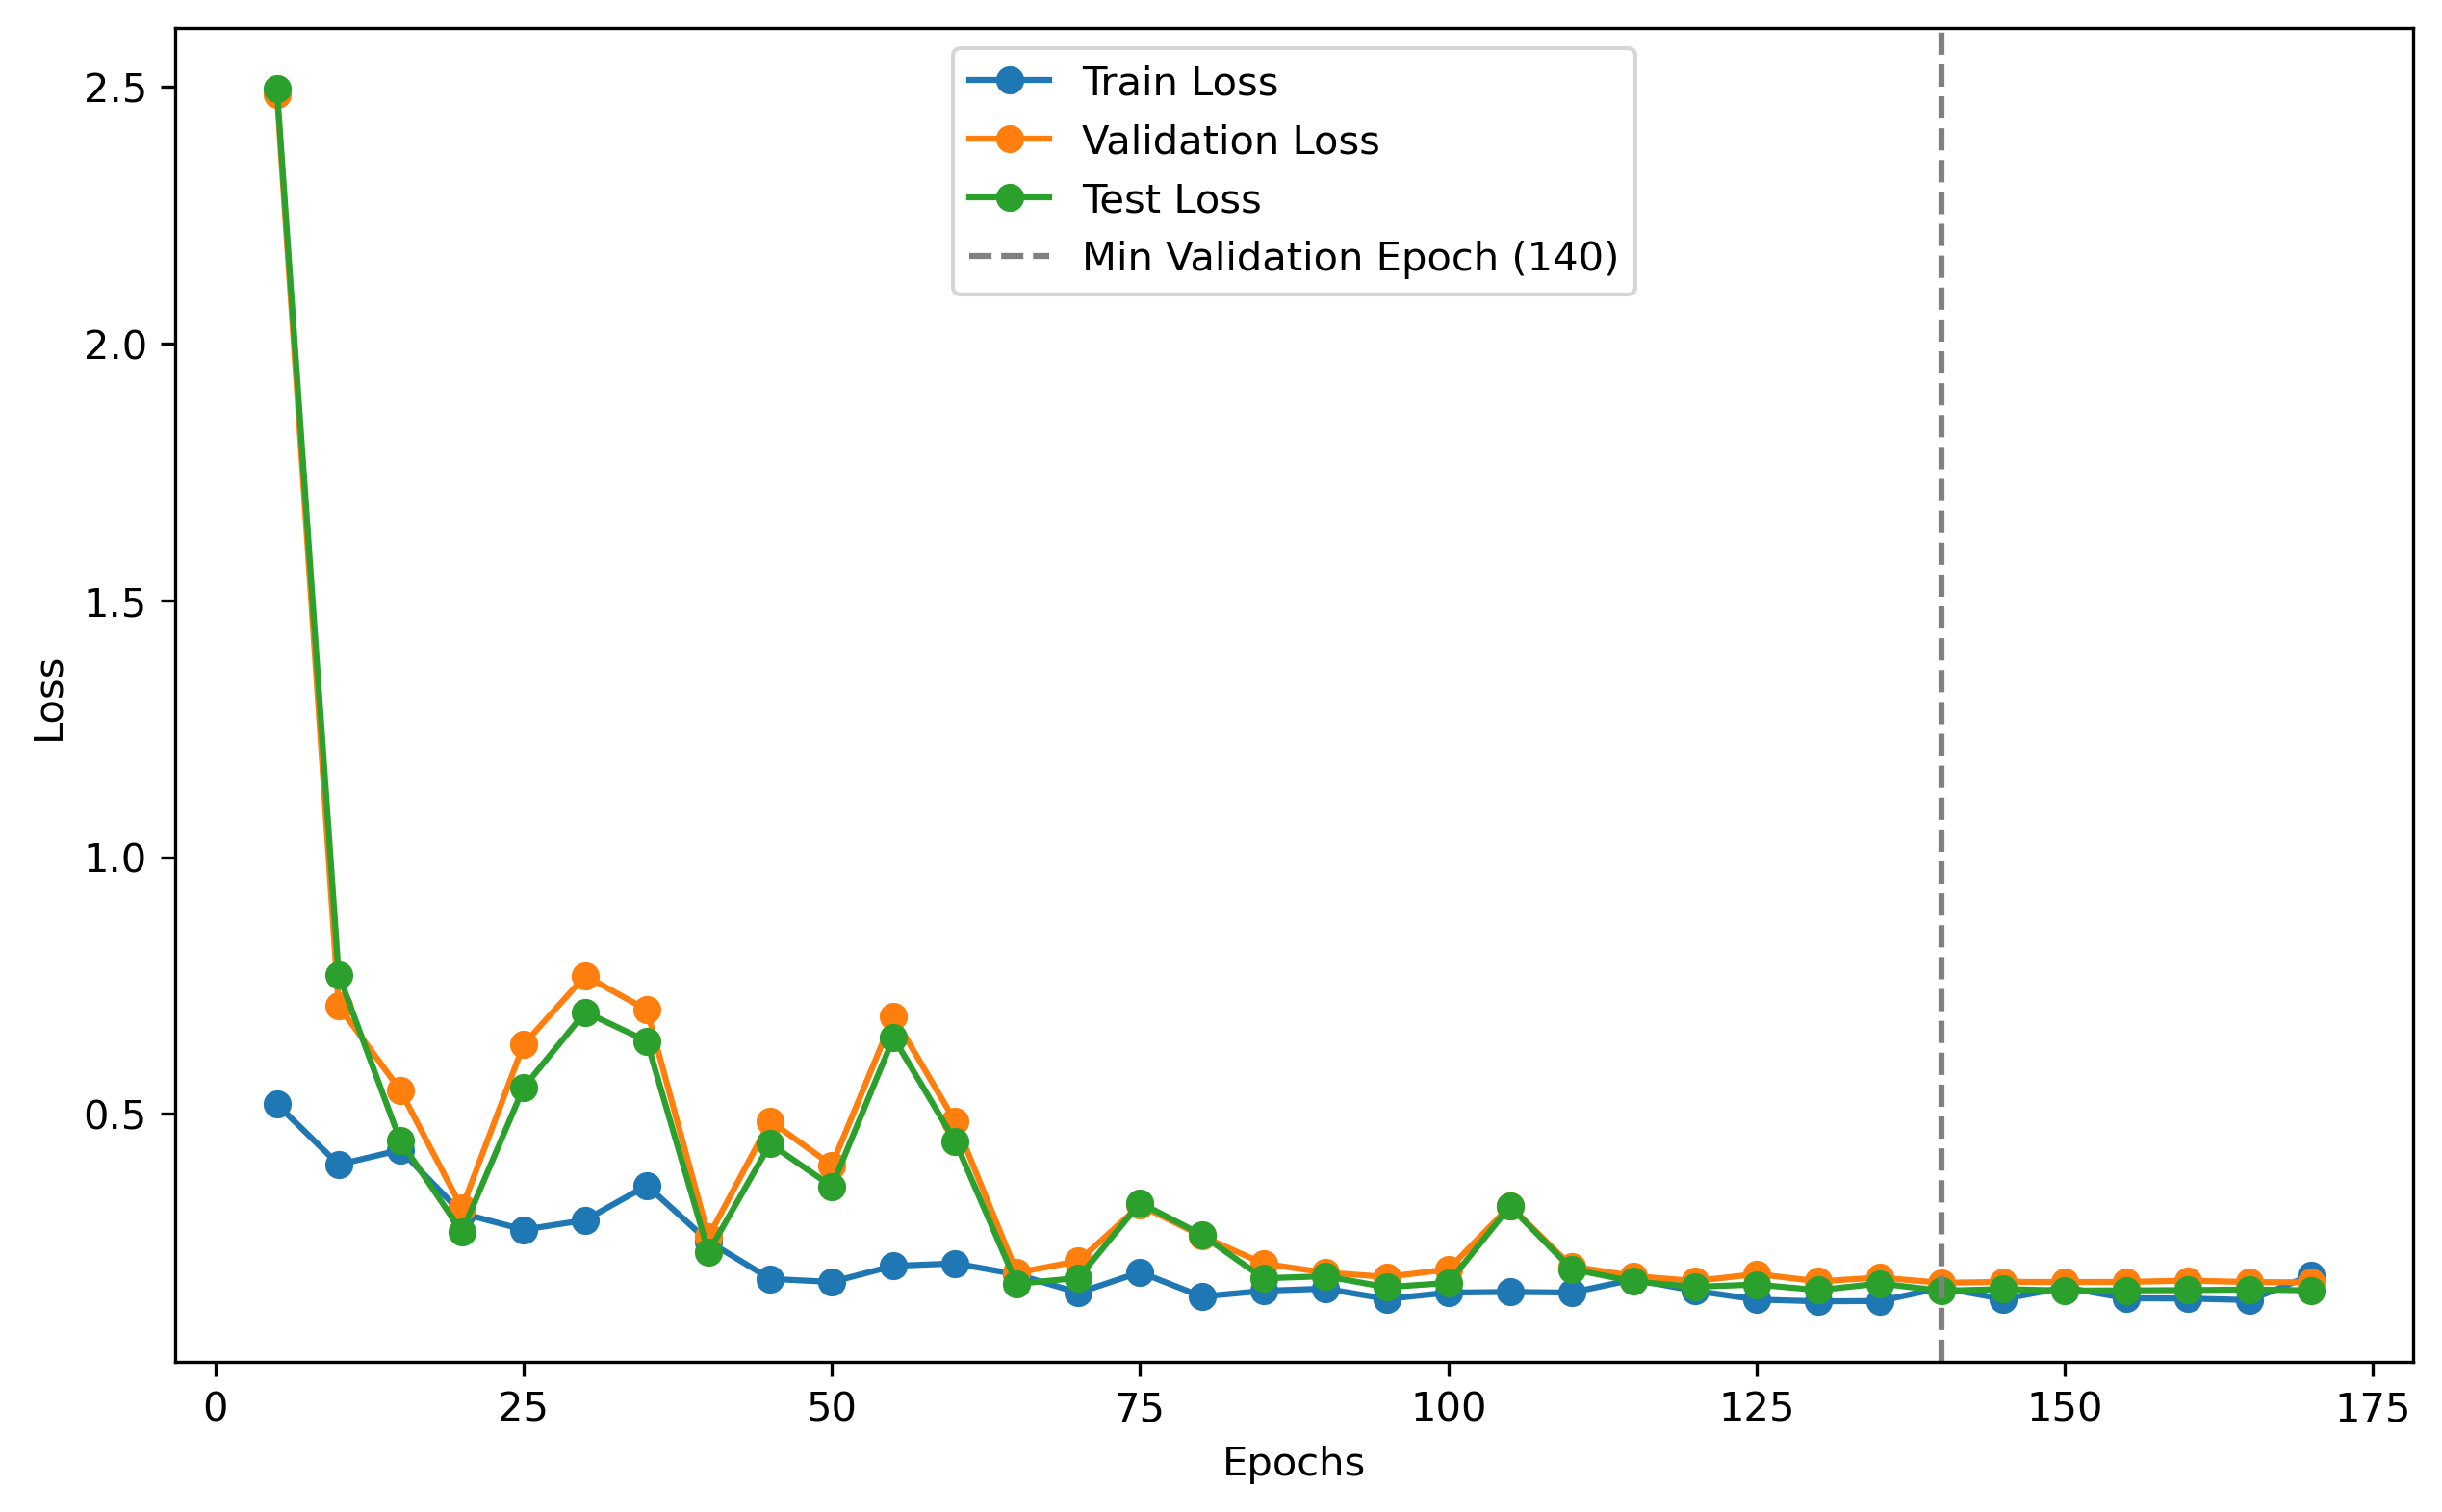 Train Loss
Validation Loss
Test Loss
Min Validation Epoch (140)
2.5
2.0
1.5
1.0
0.5
Loss
0 25 50 75 100 125 150 175
Epochs